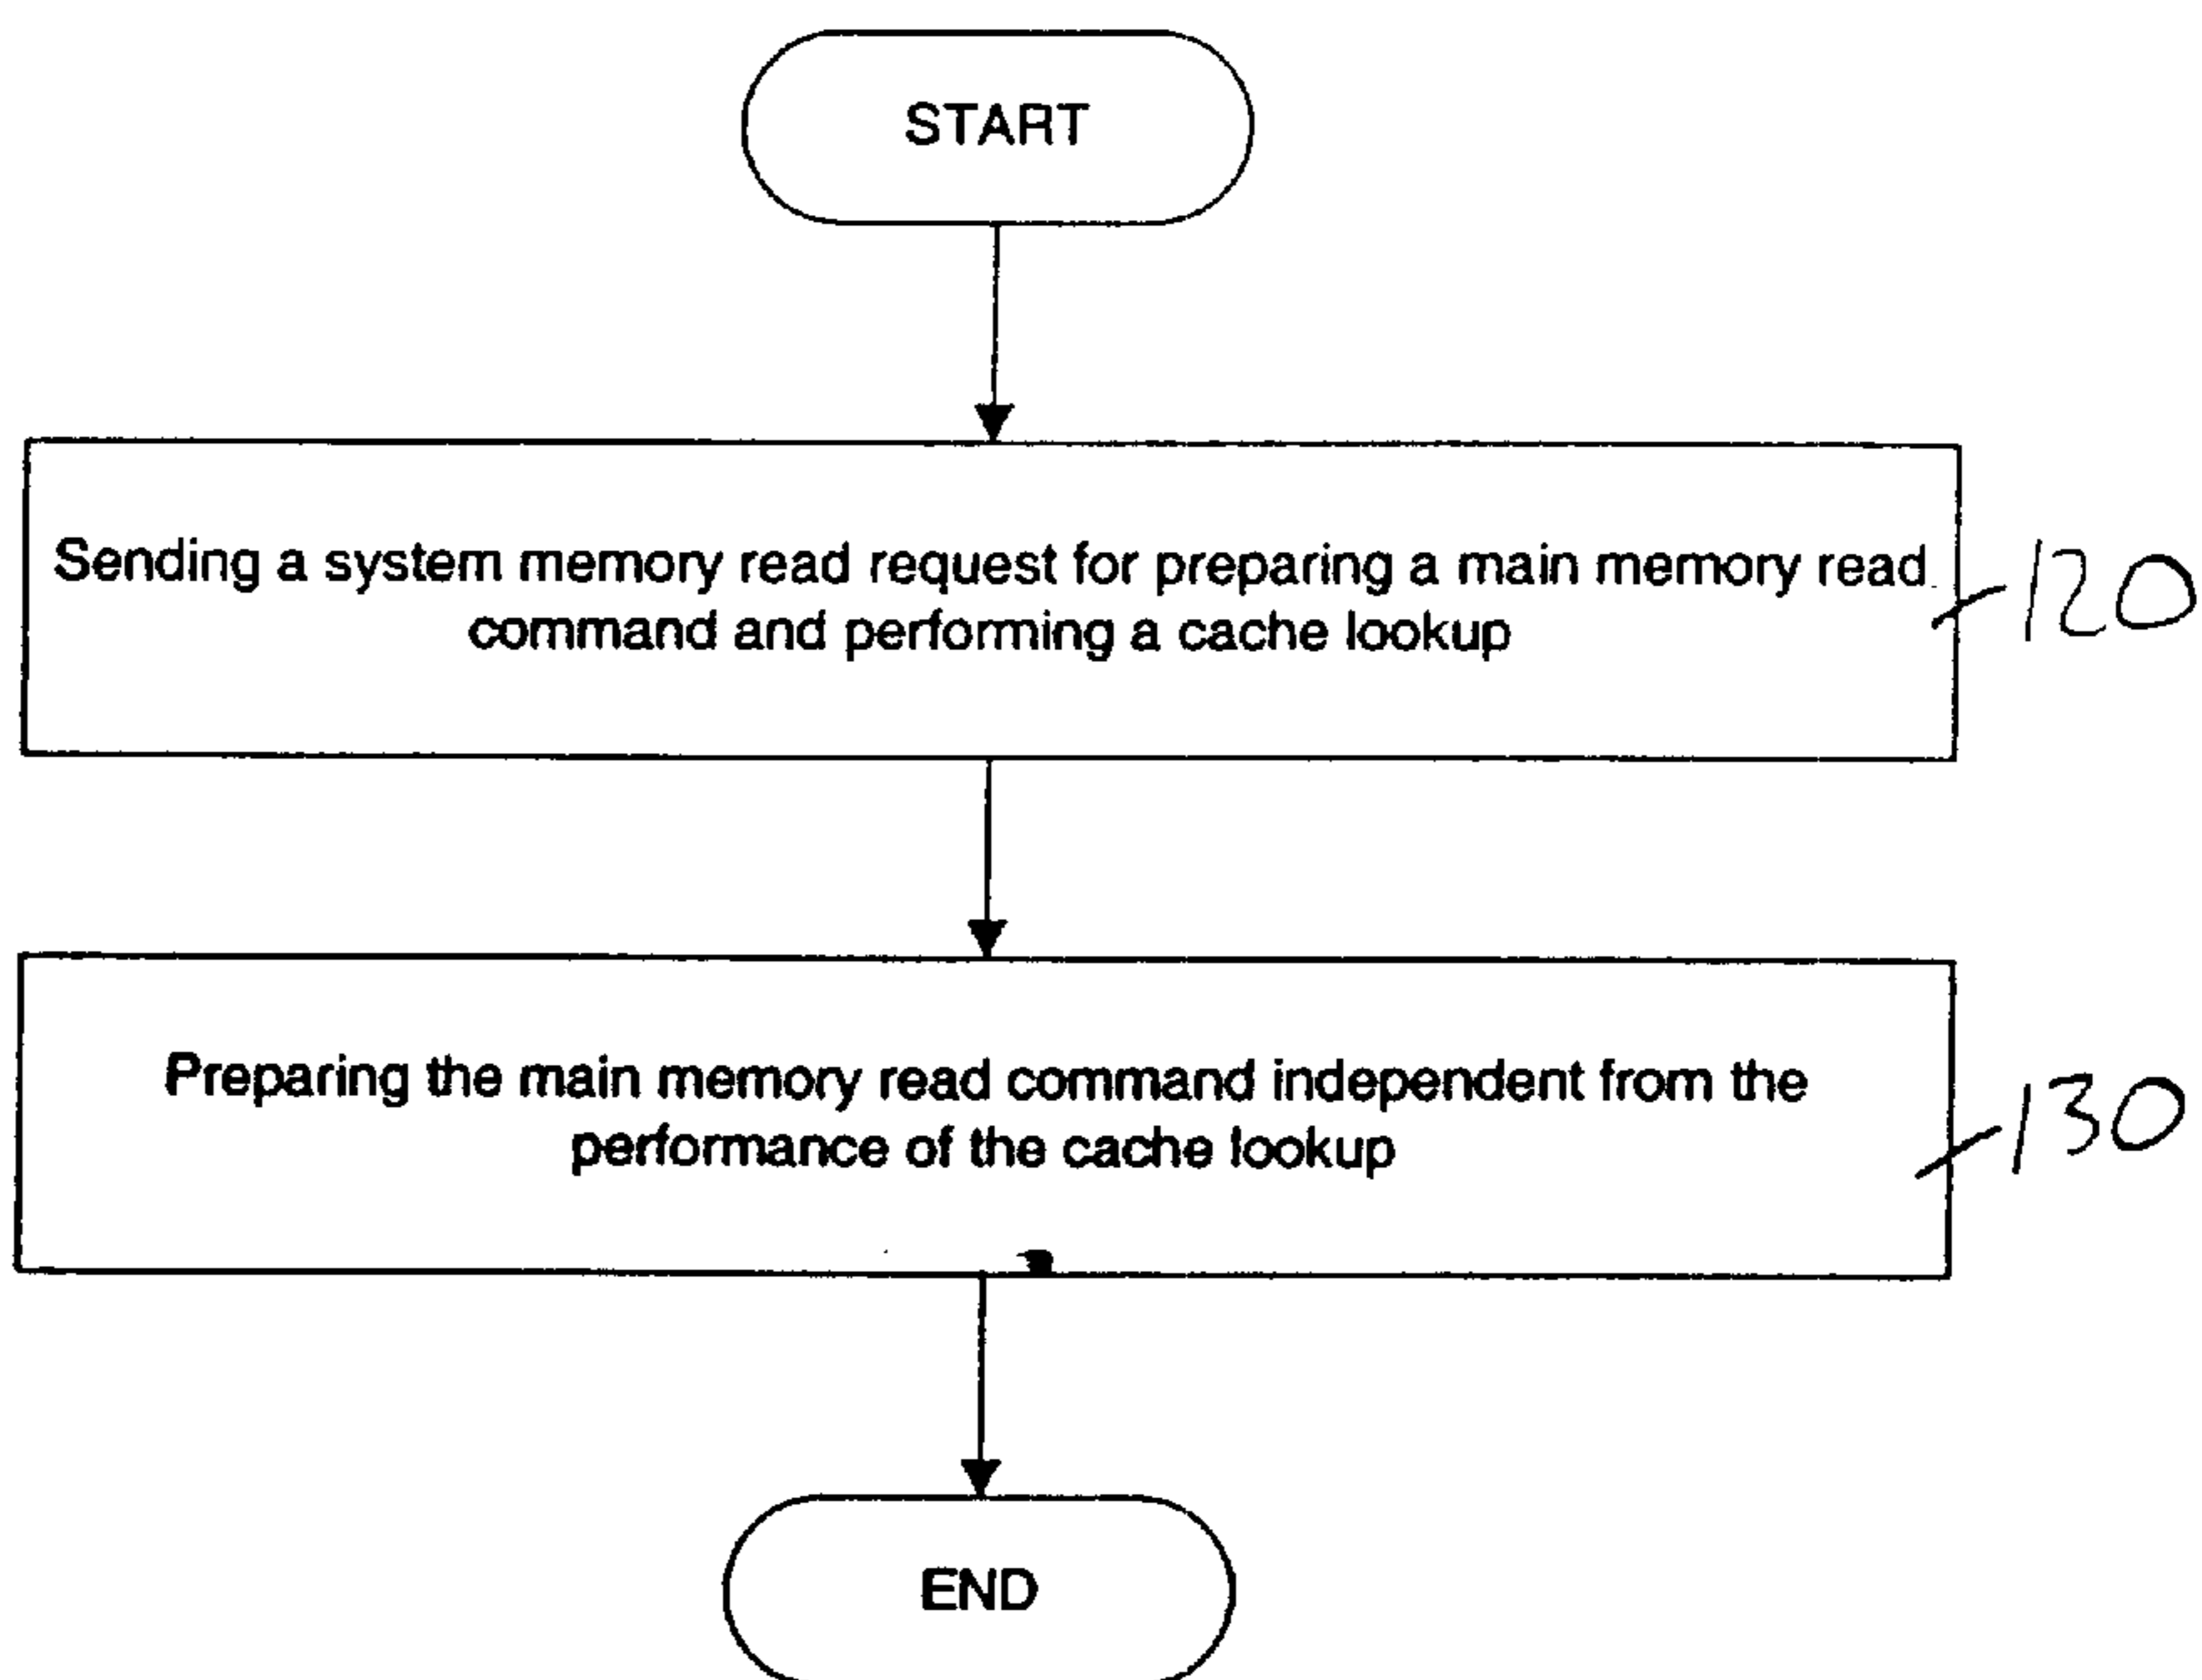 START
Sending a system memory read request for preparing a main memory read
command and performing a cache lookup
120
Preparing the main memory read command independent from the
performance of the cache lookup
130
END